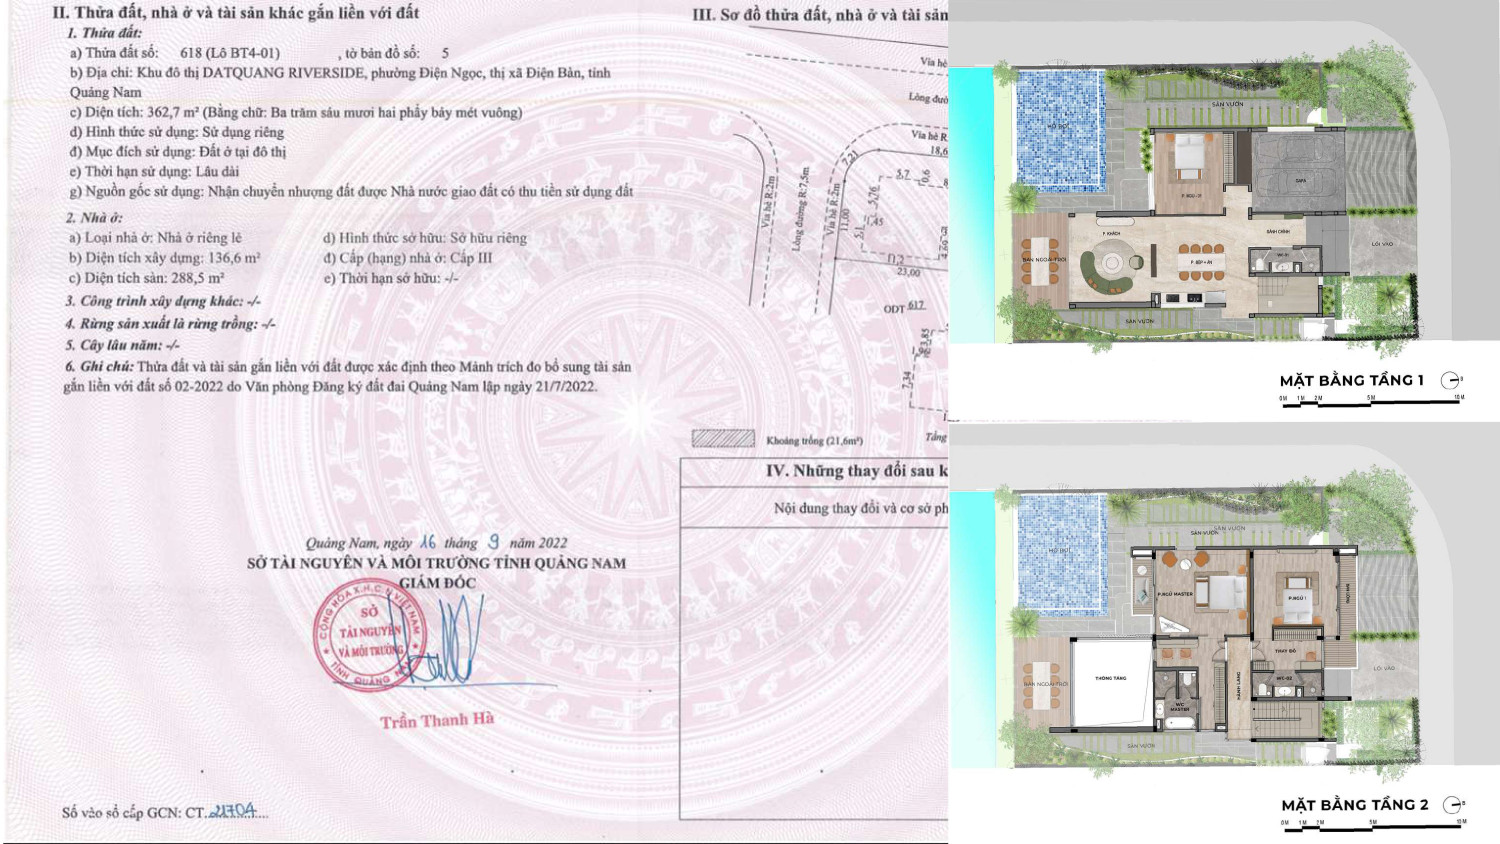 II. Thửa đất, nhà ở và tài sản khác gắn liền với đất
1. Thửa đất:
a) Thửa đất số: 618 (Lô BT4-01) , tờ bản đồ số: 5
b) Địa chỉ: Khu đô thị DATQUANG RIVERSIDE, phường Điện Ngọc, thị xã Điện Bàn, tỉnh
Quảng Nam
c) Diện tích: 362,7 m² (Bằng chữ: Ba trăm sáu mươi hai phẩy bảy mét vuông)
d) Hình thức sử dụng: Sử dụng riêng
đ) Mục đích sử dụng: Đất ở tại đô thị
e) Thời hạn sử dụng: Lâu dài
g) Nguồn gốc sử dụng: Nhận chuyển nhượng đất được Nhà nước giao đất có thu tiền sử dụng đất
2. Nhà ở:
a) Loại nhà ở: Nhà ở riêng lẻ
b) Diện tích xây dựng: 136,6 m²
c) Diện tích sàn: 288,5 m²
d) Hình thức sở hữu: Sở hữu riêng
đ) Cấp (hạng) nhà ở: Cấp III
e) Thời hạn sở hữu: -/-
3. Công trình xây dựng khác: -/-
4. Rừng sản xuất là rừng trồng: -/-
5. Cây lâu năm: -/-
6. Ghi chú: Thửa đất và tài sản gắn liền với đất được xác định theo Mảnh trích đo bổ sung tài sản
gắn liền với đất số 02-2022 do Văn phòng Đăng ký đất đai Quảng Nam lập ngày 21/7/2022.
Quảng Nam, ngày 16 tháng 9 năm 2022
SỞ TÀI NGUYÊN VÀ MÔI TRƯỜNG TỈNH QUẢNG NAM
GIÁM ĐỐC
CỘNG HÒA X.H.C.N VIỆT NAM
SỞ
TÀI NGUYÊN
VÀ MÔI TRƯỜNG
TỈNH QUẢNG NAM
Trần Thanh Hà
Số vào sổ cấp GCN: CT 21704
III. Sơ đồ thửa đất, nhà ở và tài sản
Vỉa hè
Lòng đường
Vỉa hè R
18,6
7,21
Vỉa hè R:2m
Lòng đường R:7,5m
Vỉa hè R:2m
11,00
5,76
5,7
0,6
1,45
5,1
23,00
ODT 617
7,34
Khoảng trống (21,6m²)
Tầng
IV. Những thay đổi sau k
Nội dung thay đổi và cơ sở ph
HỒ BƠI
SÂN VƯỜN
P. NGỦ
GARA
P. KHÁCH
SẢNH CHÍNH
LỐI VÀO
BÀN NGOÀI TRỜI
P. BẾP + ĂN
SÂN VƯỜN
MẶT BẰNG TẦNG 1
0M 1M 2M 5M 10M
SÂN VƯỜN
SÂN VƯỜN
HỒ BƠI
P.NGỦ MASTER
P.NGỦ 1
THAY ĐỒ
LỐI VÀO
BÀN NGOÀI TRỜI
THÔNG TẦNG
HÀNH LANG
WC-02
WC
MASTER
SÂN VƯỜN
MẶT BẰNG TẦNG 2
0M 1M 2M 5M 10M